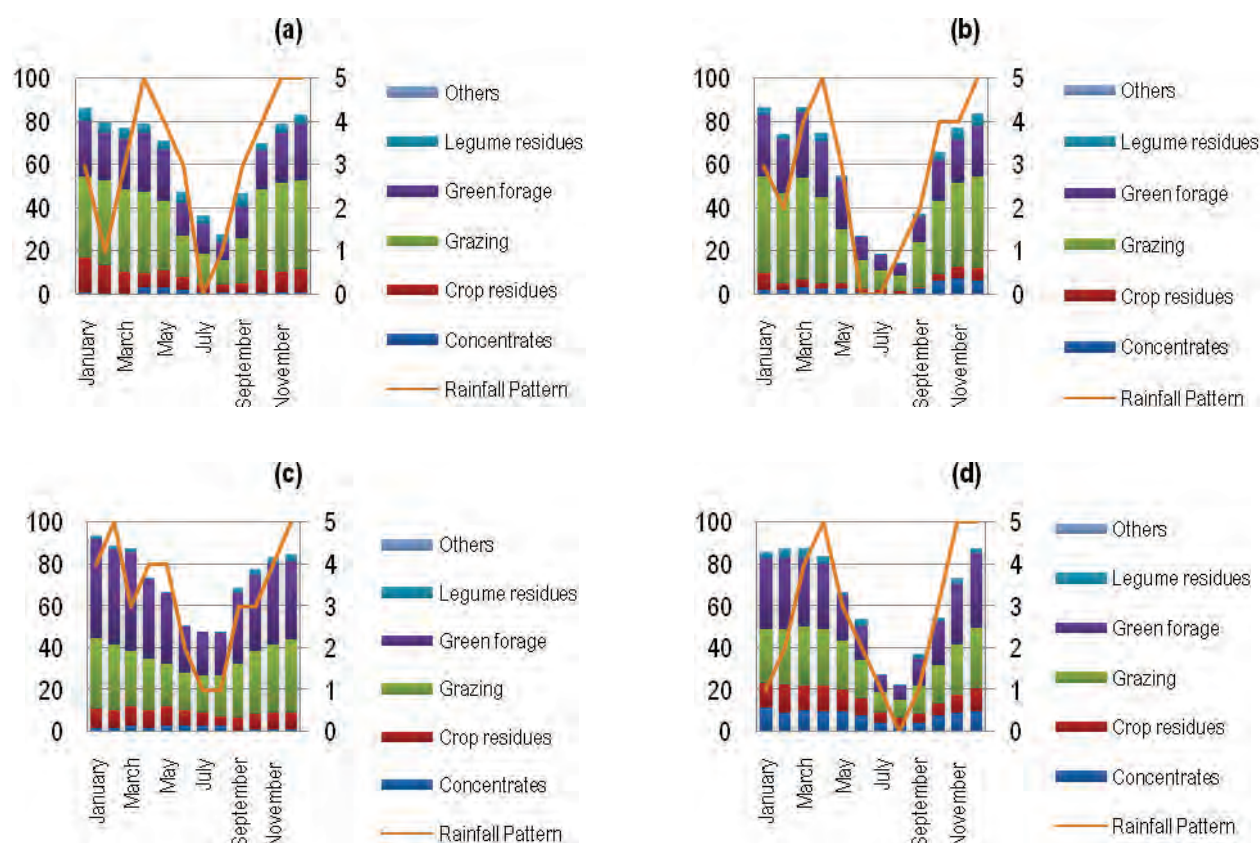 (a)
100
80
60
40
20
0
5
4
3
2
1
0
January
March
May
July
September
November
Others
Legume residues
Green forage
Grazing
Crop residues
Concentrates
Rainfall Pattern
(b)
100
80
60
40
20
0
5
4
3
2
1
0
January
March
May
July
September
November
Others
Legume residues
Green forage
Grazing
Crop residues
Concentrates
Rainfall Pattern
(c)
100
80
60
40
20
0
5
4
3
2
1
0
January
March
May
July
September
November
Others
Legume residues
Green forage
Grazing
Crop residues
Concentrates
Rainfall Pattern
(d)
100
80
60
40
20
0
5
4
3
2
1
0
January
March
May
July
September
November
Others
Legume residues
Green forage
Grazing
Crop residues
Concentrates
Rainfall Pattern